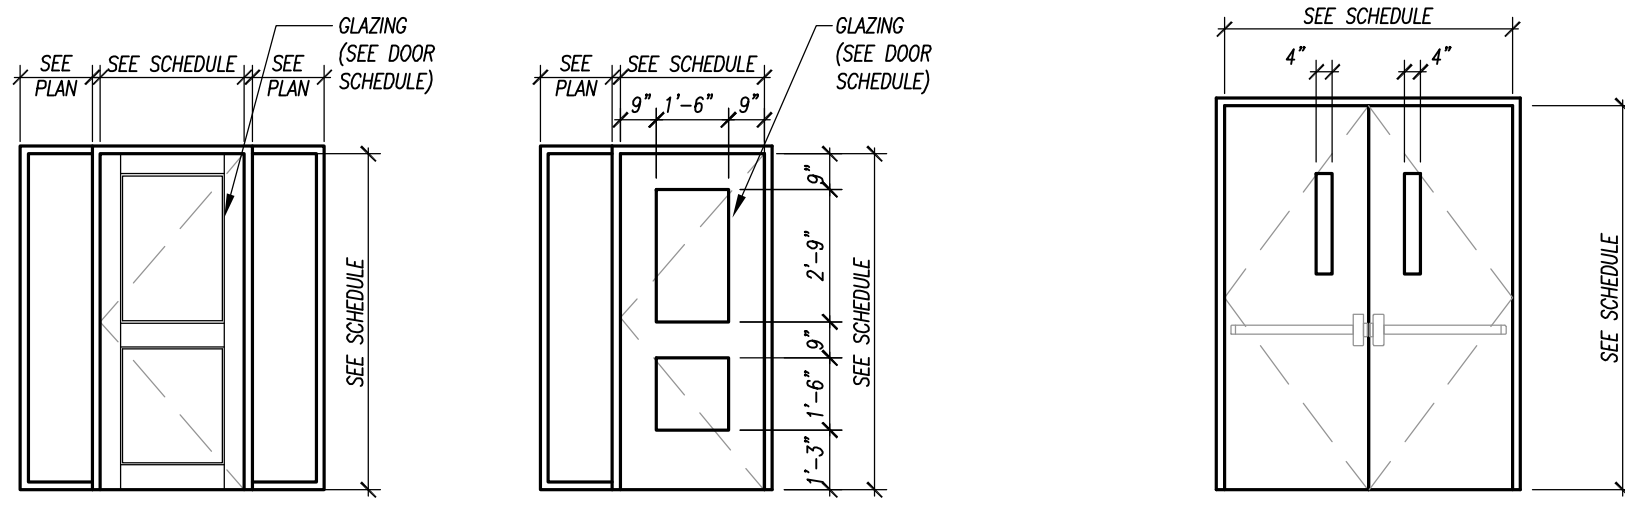 GLAZING
(SEE DOOR
SCHEDULE)
SEE
PLAN
SEE SCHEDULE
SEE
PLAN
SEE SCHEDULE
GLAZING
(SEE DOOR
SCHEDULE)
SEE
PLAN
SEE SCHEDULE
9" 1'-6" 9"
9"
2'-9"
9"
1'-6"
1'-3"
SEE SCHEDULE
SEE SCHEDULE
4" 4"
SEE SCHEDULE